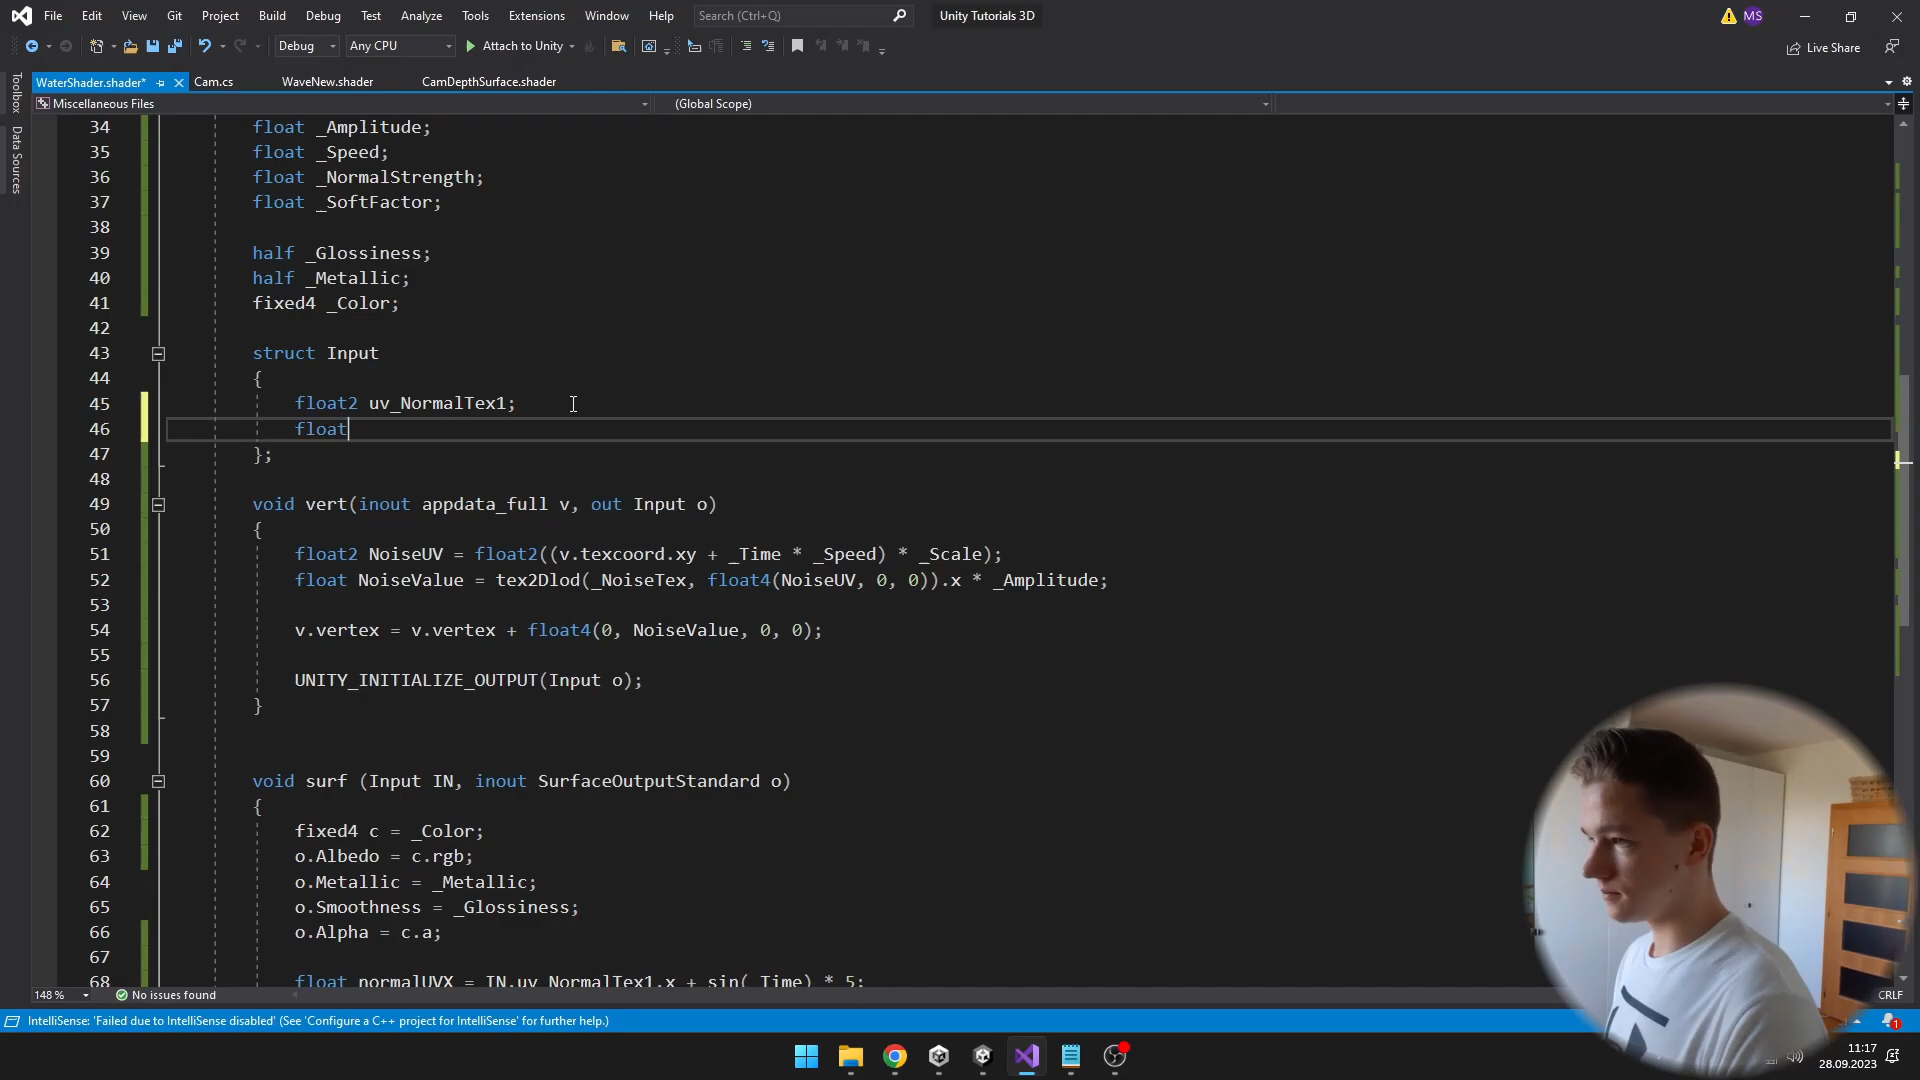 File Edit View Git Project Build Debug Test Analyze Tools Extensions Window Help Search (Ctrl+Q) Unity Tutorials 3D MS
Debug Any CPU Attach to Unity Live Share
WaterShader.shader* Cam.cs WaveNew.shader CamDepthSurface.shader
Miscellaneous Files (Global Scope)
Toolbox
Data Sources
34 float _Amplitude;
35 float _Speed;
36 float _NormalStrength;
37 float _SoftFactor;
38
39 half _Glossiness;
40 half _Metallic;
41 fixed4 _Color;
42
43 struct Input
44 {
45 float2 uv_NormalTex1;
46 float
47 };
48
49 void vert(inout appdata_full v, out Input o)
50 {
51 float2 NoiseUV = float2((v.texcoord.xy + _Time * _Speed) * _Scale);
52 float NoiseValue = tex2Dlod(_NoiseTex, float4(NoiseUV, 0, 0)).x * _Amplitude;
53
54 v.vertex = v.vertex + float4(0, NoiseValue, 0, 0);
55
56 UNITY_INITIALIZE_OUTPUT(Input o);
57 }
58
59
60 void surf (Input IN, inout SurfaceOutputStandard o)
61 {
62 fixed4 c = _Color;
63 o.Albedo = c.rgb;
64 o.Metallic = _Metallic;
65 o.Smoothness = _Glossiness;
66 o.Alpha = c.a;
67
68 float normalUVX = IN.uv_NormalTex1.x + sin(_Time) * 5;
148 % No issues found CRLF
IntelliSense: 'Failed due to IntelliSense disabled' (See 'Configure a C++ project for IntelliSense' for further help.) 1
11:17
28.09.2023